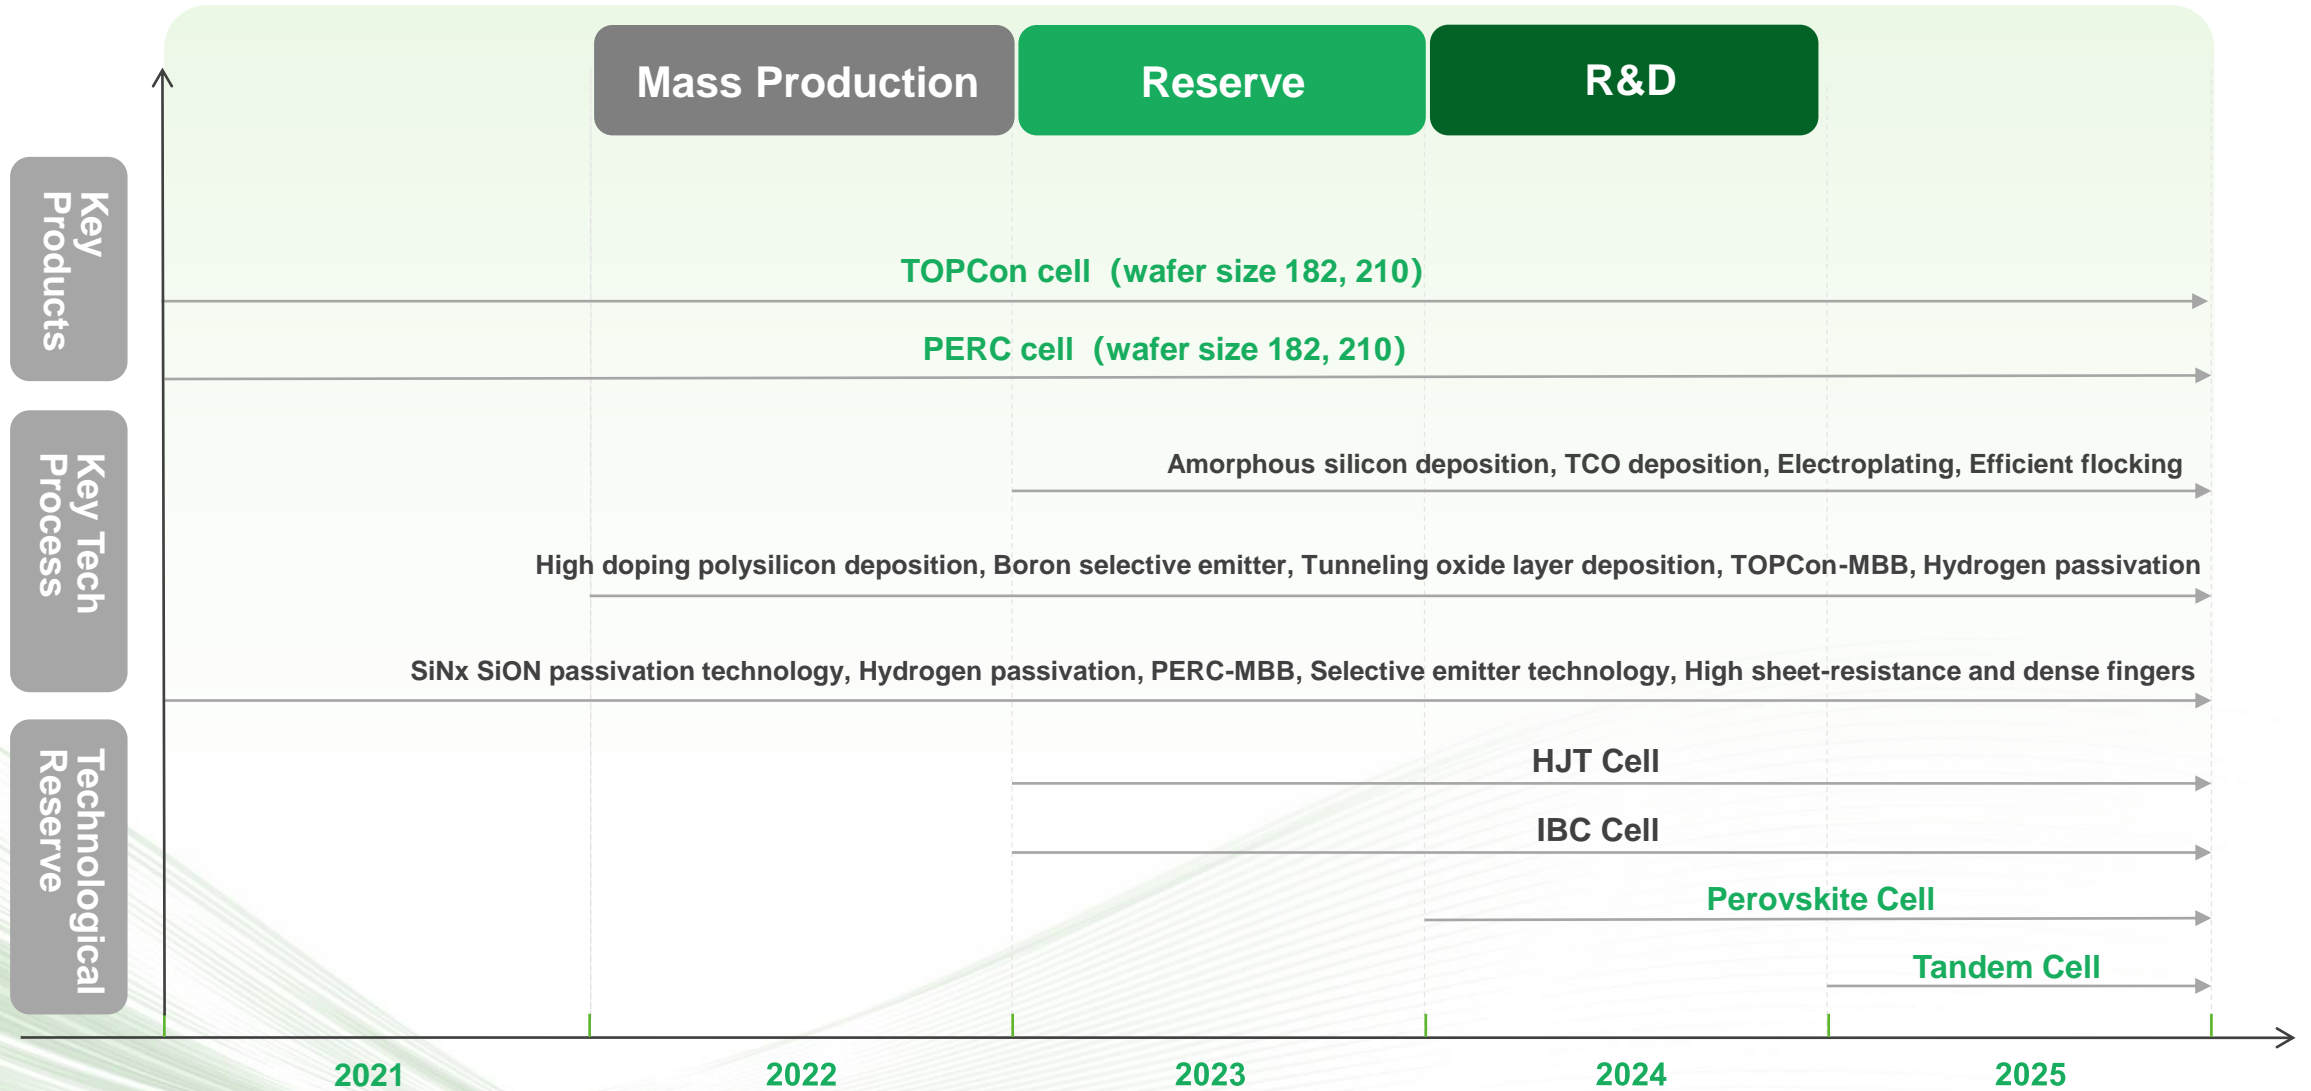 Mass Production
Reserve
R&D
Key
Products
TOPCon cell（wafer size 182, 210）
PERC cell（wafer size 182, 210）
Key Tech
Process
Amorphous silicon deposition, TCO deposition, Electroplating, Efficient flocking
High doping polysilicon deposition, Boron selective emitter, Tunneling oxide layer deposition, TOPCon-MBB, Hydrogen passivation
SiNx SiON passivation technology, Hydrogen passivation, PERC-MBB, Selective emitter technology, High sheet-resistance and dense fingers
Technological
Reserve
HJT Cell
IBC Cell
Perovskite Cell
Tandem Cell
2021
2022
2023
2024
2025